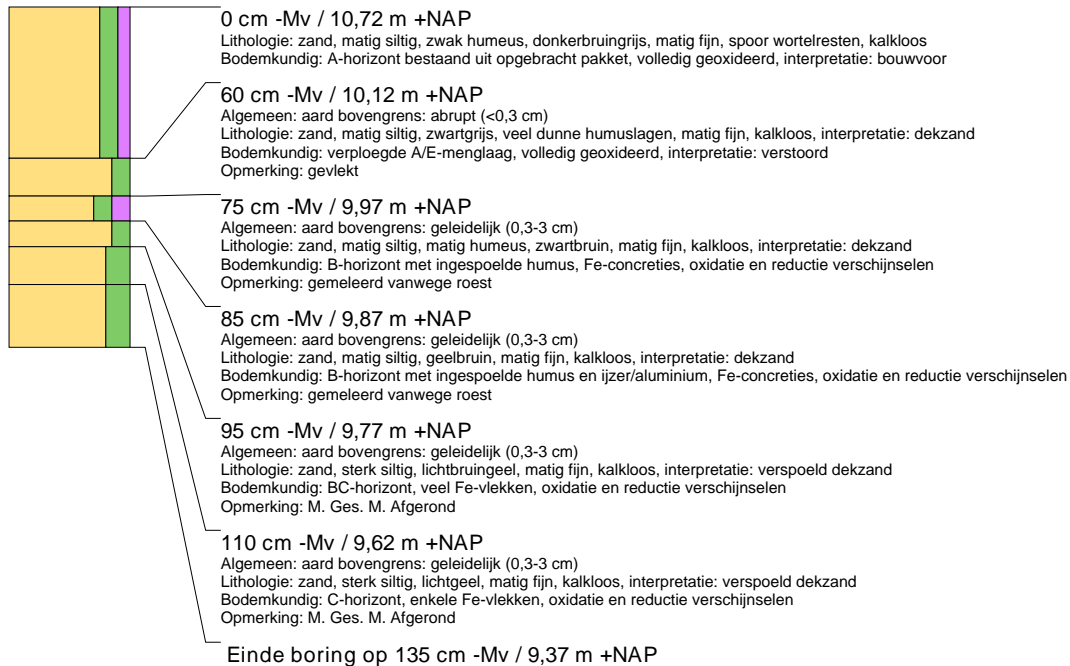 0 cm -Mv / 10,72 m +NAP
Lithologie: zand, matig siltig, zwak humeus, donkerbruingrijs, matig fijn, spoor wortelresten, kalkloos
Bodemkundig: A-horizont bestaand uit opgebracht pakket, volledig geoxideerd, interpretatie: bouwvoor
60 cm -Mv / 10,12 m +NAP
Algemeen: aard bovengrens: abrupt (<0,3 cm)
Lithologie: zand, matig siltig, zwartgrijs, veel dunne humuslagen, matig fijn, kalkloos, interpretatie: dekzand
Bodemkundig: verploegde A/E-menglaag, volledig geoxideerd, interpretatie: verstoord
Opmerking: gevlekt
75 cm -Mv / 9,97 m +NAP
Algemeen: aard bovengrens: geleidelijk (0,3-3 cm)
Lithologie: zand, matig siltig, matig humeus, zwartbruin, matig fijn, kalkloos, interpretatie: dekzand
Bodemkundig: B-horizont met ingespoelde humus, Fe-concreties, oxidatie en reductie verschijnselen
Opmerking: gemeleerd vanwege roest
85 cm -Mv / 9,87 m +NAP
Algemeen: aard bovengrens: geleidelijk (0,3-3 cm)
Lithologie: zand, matig siltig, geelbruin, matig fijn, kalkloos, interpretatie: dekzand
Bodemkundig: B-horizont met ingespoelde humus en ijzer/aluminium, Fe-concreties, oxidatie en reductie verschijnselen
Opmerking: gemeleerd vanwege roest
95 cm -Mv / 9,77 m +NAP
Algemeen: aard bovengrens: geleidelijk (0,3-3 cm)
Lithologie: zand, sterk siltig, lichtbruingeel, matig fijn, kalkloos, interpretatie: verspoeld dekzand
Bodemkundig: BC-horizont, veel Fe-vlekken, oxidatie en reductie verschijnselen
Opmerking: M. Ges. M. Afgerond
110 cm -Mv / 9,62 m +NAP
Algemeen: aard bovengrens: geleidelijk (0,3-3 cm)
Lithologie: zand, sterk siltig, lichtgeel, matig fijn, kalkloos, interpretatie: verspoeld dekzand
Bodemkundig: C-horizont, enkele Fe-vlekken, oxidatie en reductie verschijnselen
Opmerking: M. Ges. M. Afgerond
Einde boring op 135 cm -Mv / 9,37 m +NAP